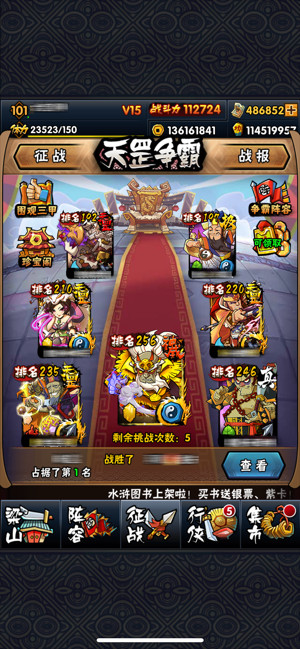 101 V15 战斗力 112724 486852
体力 23523/150 136161841 114519957
征战 天罡争霸 战报
围观三甲 排名102 排名107 争霸阵容
珍宝阁 可领取
排名210 排名220
排名235 排名256 排名246
剩余挑战次数：5
战胜了
占据了第 1 名
查看
水浒图书上架啦！买书送银票、紫卡！
梁山 阵容 征战 行侠 5 集市